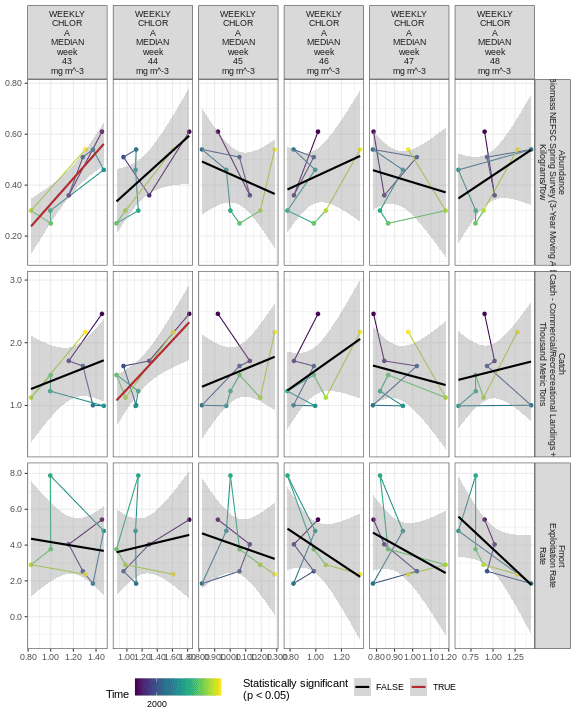 WEEKLY
CHLOR
A
MEDIAN
week
43
mg m^-3
WEEKLY
CHLOR
A
MEDIAN
week
44
mg m^-3
WEEKLY
CHLOR
A
MEDIAN
week
45
mg m^-3
WEEKLY
CHLOR
A
MEDIAN
week
46
mg m^-3
WEEKLY
CHLOR
A
MEDIAN
week
47
mg m^-3
WEEKLY
CHLOR
A
MEDIAN
week
48
mg m^-3
0.80
0.60
0.40
0.20
Abundance
Biomass NEFSC Spring Survey (3-Year Moving A
Kilograms/Tow
3.0
2.0
1.0
Catch
Catch - Commercial/Recreational Landings +
Thousand Metric Tons
8.0
6.0
4.0
2.0
0.0
Fmort
Exploitation Rate
Rate
0.80 1.00 1.20 1.40
1.00 1.20 1.40 1.60 1.80
0.800.901.001.101.201.30
0.80 1.00 1.20
0.80 0.90 1.00 1.10 1.20
0.75 1.00 1.25
Time
2000
Statistically significant
(p < 0.05)
FALSE
TRUE